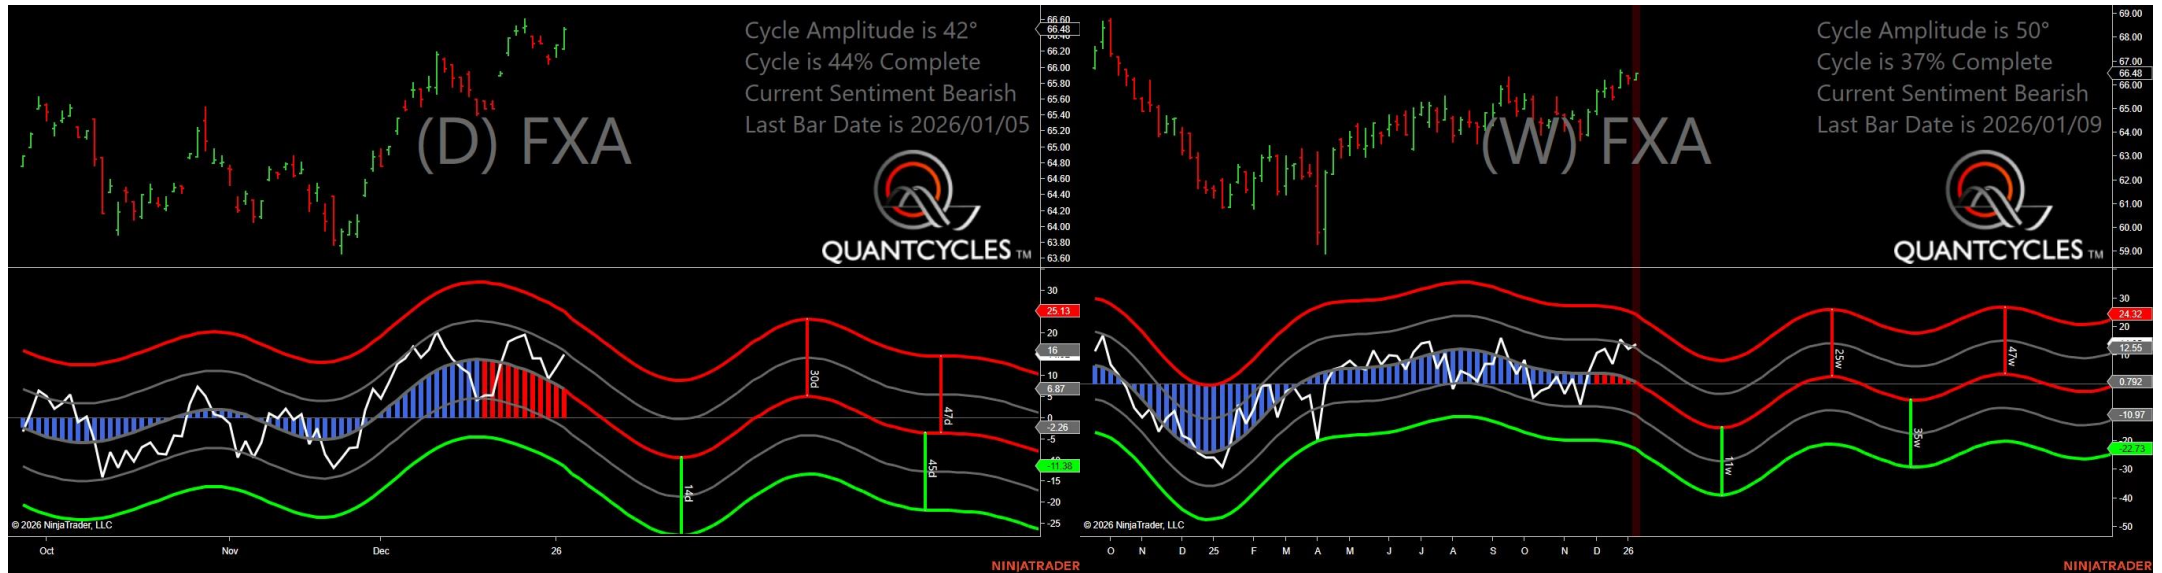 Cycle Amplitude is 42°
Cycle is 44% Complete
Current Sentiment Bearish
Last Bar Date is 2026/01/05
(D) FXA
QUANTCYCLES TM
66.60
66.48
66.20
66.00
65.80
65.60
65.40
65.20
65.00
64.80
64.60
64.40
64.20
64.00
63.80
63.60
30
25.13
20
16
10
6.87
5
0
-2.26
-5
-11.38
-15
-20
-25
14d
30d
45d
47d
© 2026 NinjaTrader, LLC
Oct Nov Dec 26
NINJATRADER
Cycle Amplitude is 50°
Cycle is 37% Complete
Current Sentiment Bearish
Last Bar Date is 2026/01/09
(W) FXA
QUANTCYCLES TM
69.00
68.00
67.00
66.48
66.00
65.00
64.00
63.00
62.00
61.00
60.00
59.00
30
24.32
20
12.55
0.792
-10.97
-22.73
-30
-40
-50
11w
25w
35w
47w
© 2026 NinjaTrader, LLC
O N D 25 F M A M J J A S O N D 26
NINJATRADER